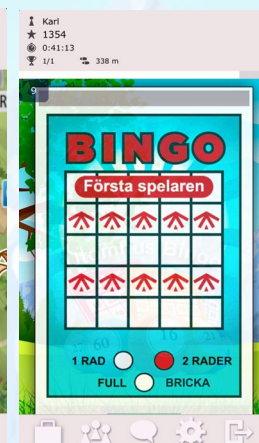 Karl
1354
0:41:13
1/1 338 m
9
BINGO
Första spelaren
1 RAD 2 RADER
FULL BRICKA